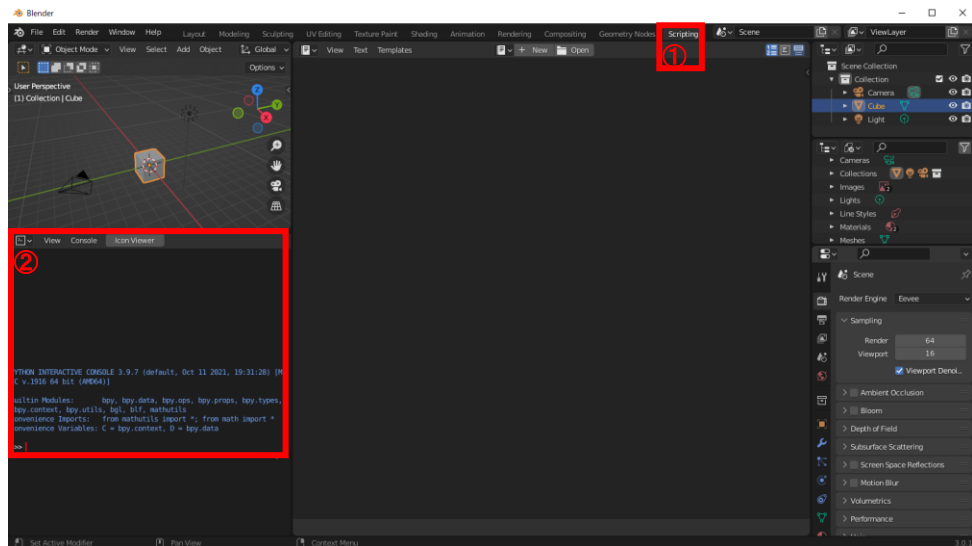 Blender
File Edit Render Window Help Layout Modeling Sculpting UV Editing Texture Paint Shading Animation Rendering Compositing Geometry Nodes Scripting Scene ViewLayer
Object Mode View Select Add Object Global View Text Templates + New Open
①
Options
User Perspective
(1) Collection | Cube
Z
Y
X
Scene Collection
Collection
Camera
Cube
Light
Cameras
Collections
Images 2
Lights
Line Styles
Materials 2
Meshes
View Console Icon Viewer
②
YTHON INTERACTIVE CONSOLE 3.9.7 (default, Oct 11 2021, 19:31:28) [M
C v.1916 64 bit (AMD64)]
uiltin Modules: bpy, bpy.data, bpy.ops, bpy.props, bpy.types,
bpy.context, bpy.utils, bgl, blf, mathutils
onvenience Imports: from mathutils import *; from math import *
onvenience Variables: C = bpy.context, D = bpy.data
>>
Scene
Render Engine Eevee
Sampling
Render 64
Viewport 16
Viewport Denoi...
Ambient Occlusion
Bloom
Depth of Field
Subsurface Scattering
Screen Space Reflections
Motion Blur
Volumetrics
Performance
Set Active Modifier Pan View Context Menu 3.0.1